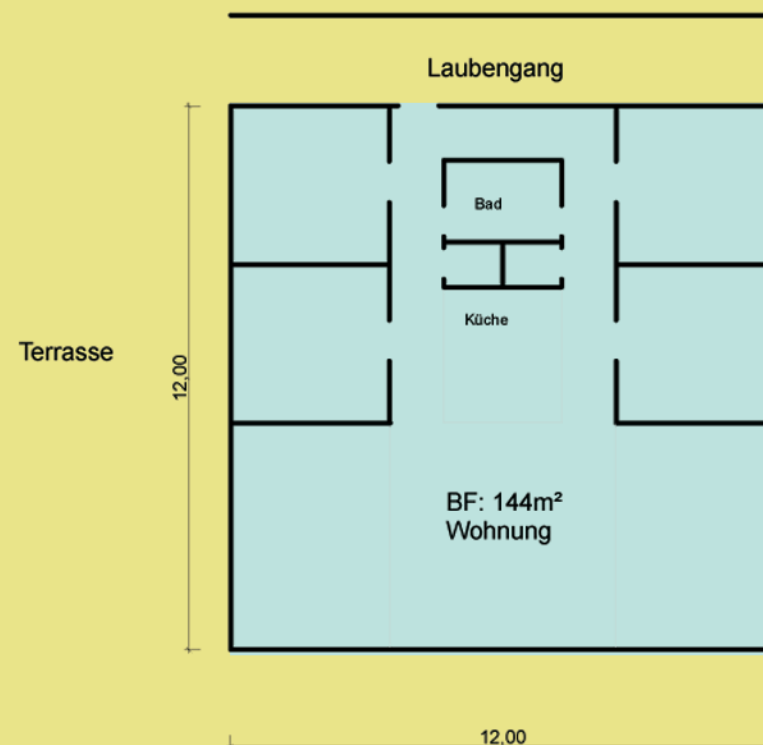 Laubengang
Bad
Küche
Terrasse
12,00
BF: 144m²
Wohnung
12,00